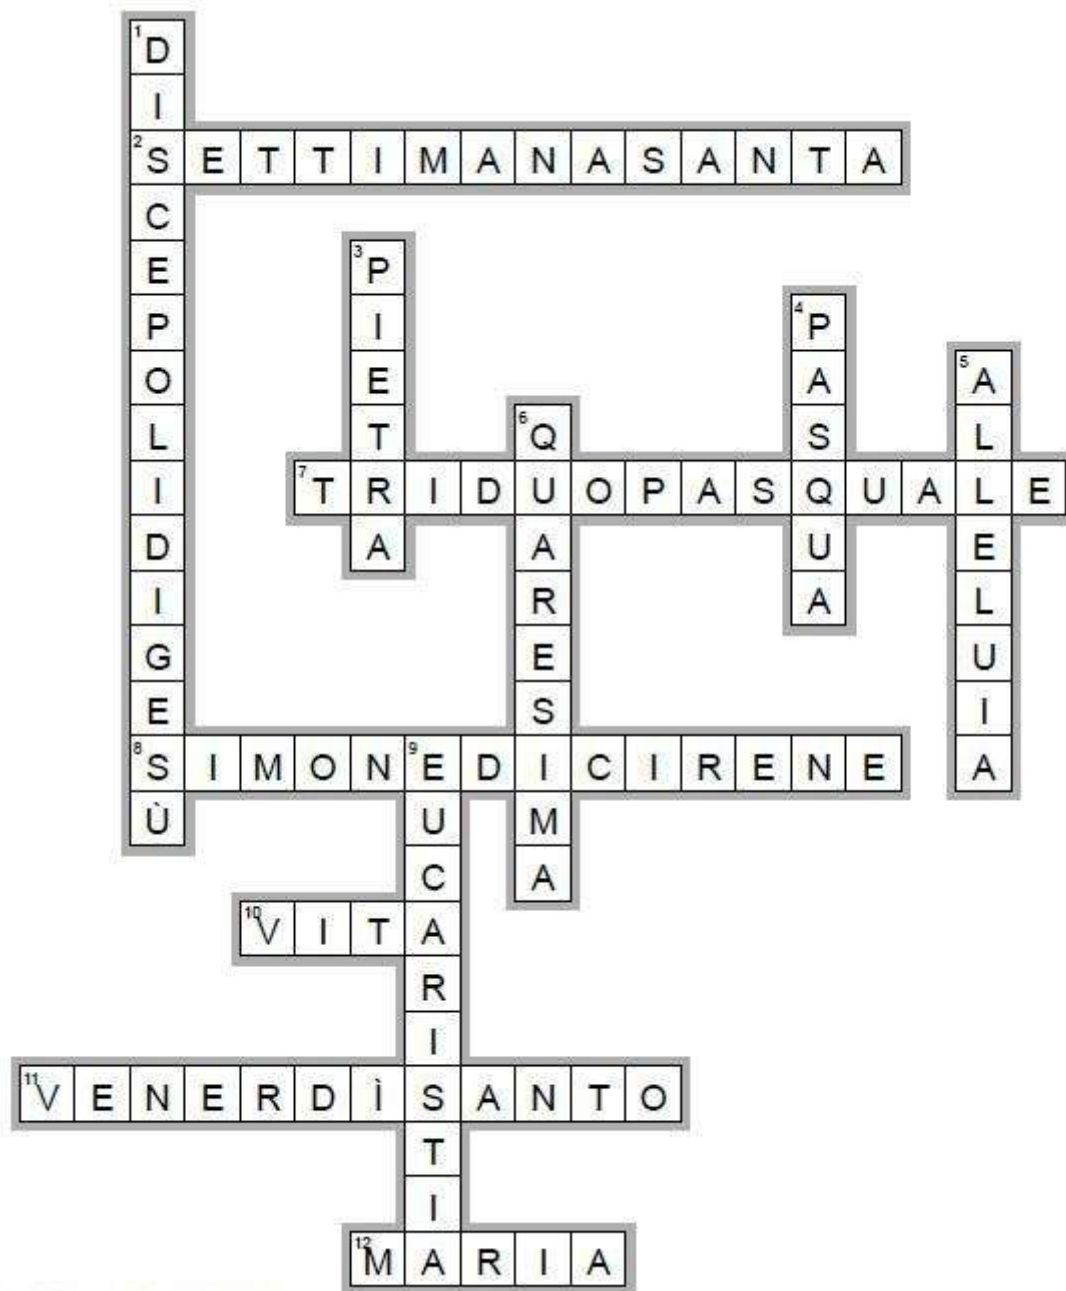 1 DISCEPOLIDIGESÙ
2 SETTIMANASANTA
3 PIETRA
4 PASQUA
5 ALLELUIA
6 QUARESIMA
7 TRIDUOPASQUALE
8 SIMONEDICIRENE
9 EUCARISTIA
10 VITA
11 VENERDÌSANTO
12 MARIA